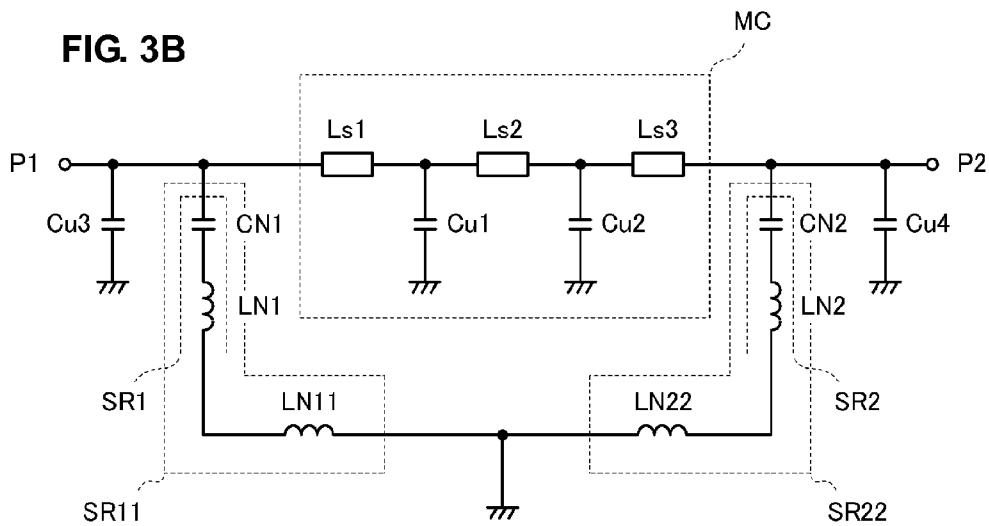 MC
FIG. 3B
Ls1 Ls2 Ls3
P1 P2
Cu3 CN1 Cu1 Cu2 CN2 Cu4
LN1 LN2
SR1 LN11 LN22 SR2
SR11 SR22